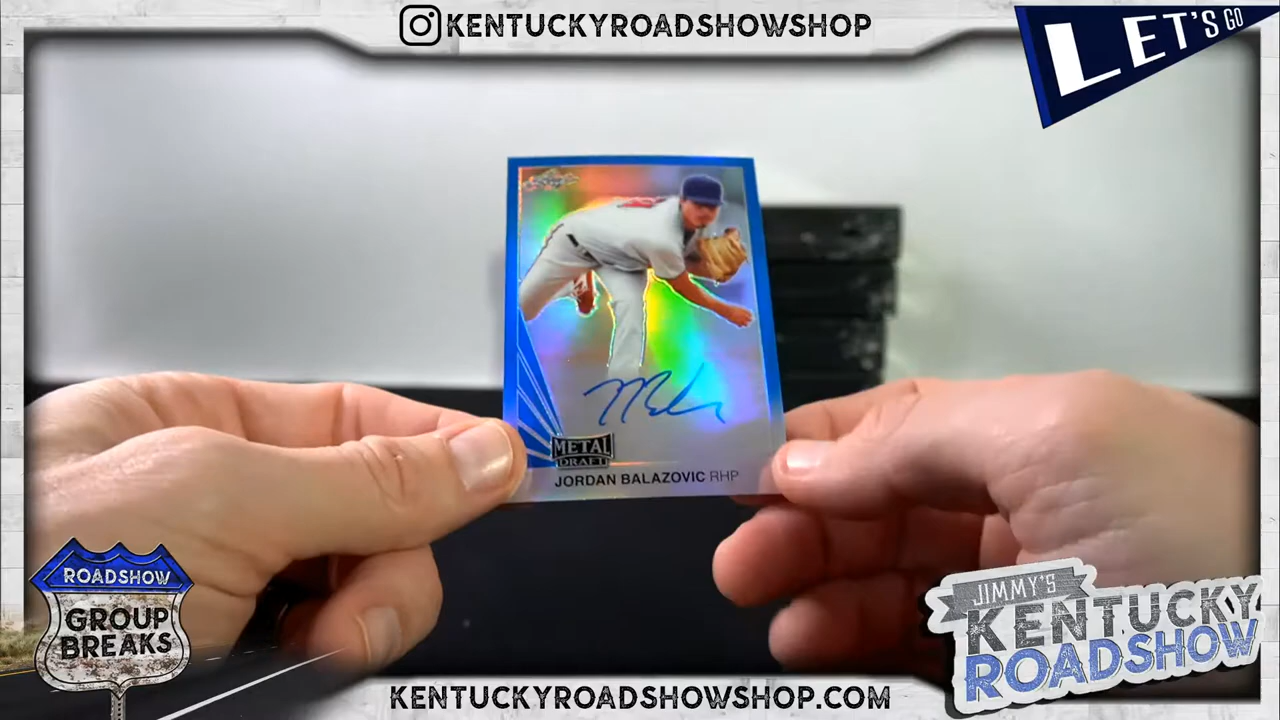 KENTUCKYROADSHOWSHOP
LET'S GO
METAL
DRAFT
JORDAN BALAZOVIC RHP
ROADSHOW
GROUP
BREAKS
JIMMY'S
KENTUCKY
ROADSHOW
KENTUCKYROADSHOWSHOP.COM